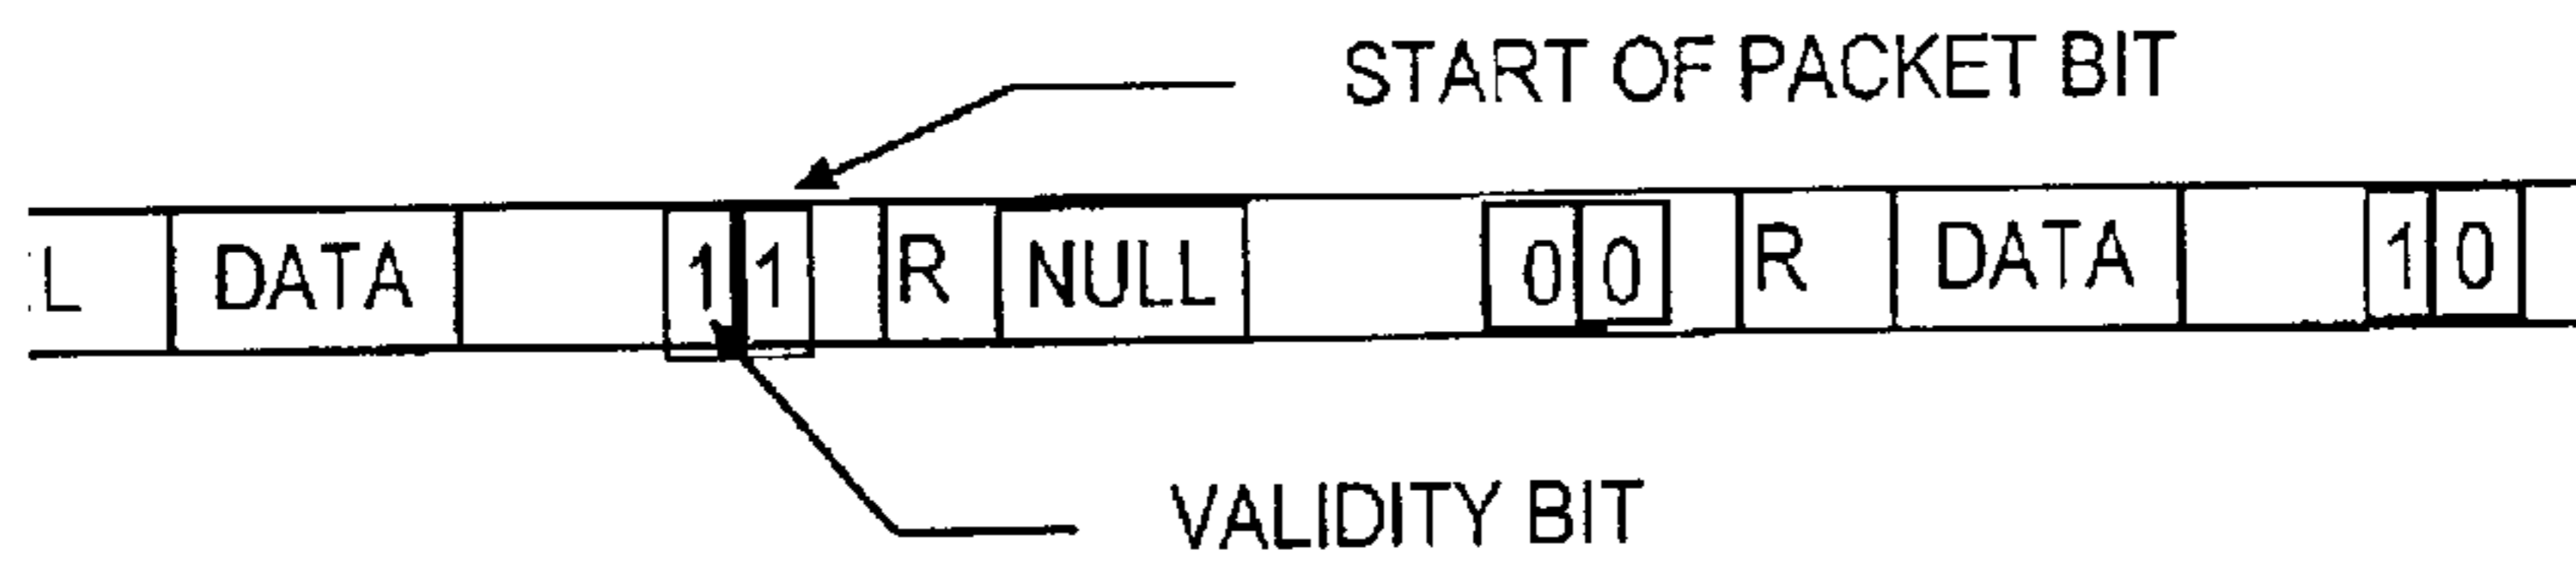 START OF PACKET BIT
L DATA 1 1 R NULL 0 0 R DATA 1 0
VALIDITY BIT